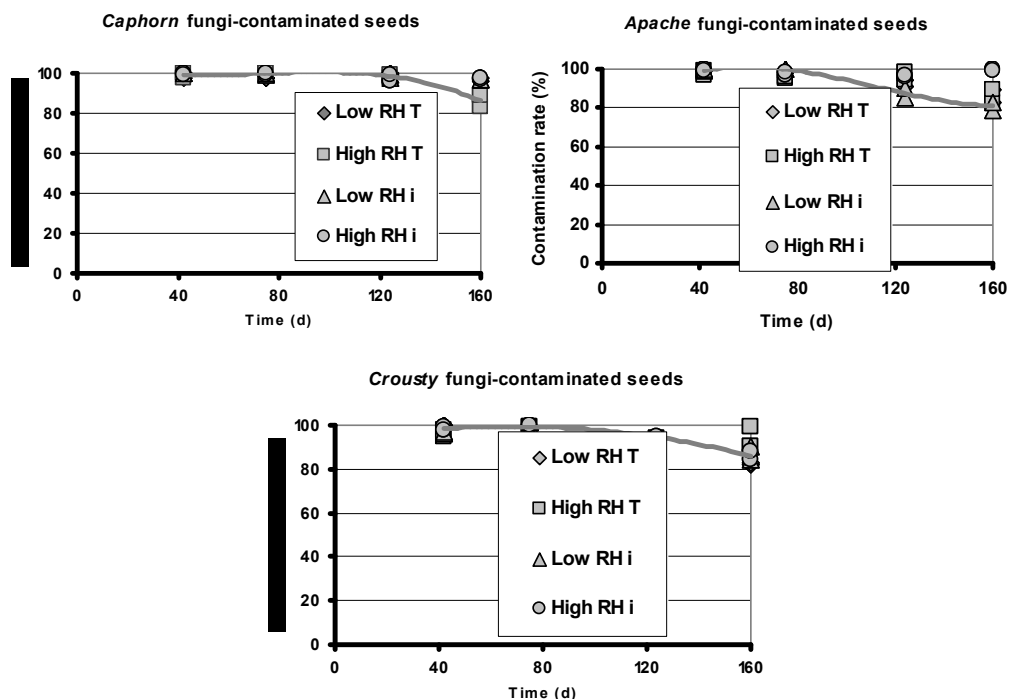 Caphorn fungi-contaminated seeds
100
80
60
40
20
0
0 40 80 120 160
Time (d)
Low RH T
High RH T
Low RH i
High RH i
Apache fungi-contaminated seeds
Contamination rate (%)
100
80
60
40
20
0
0 40 80 120 160
Time (d)
Low RH T
High RH T
Low RH i
High RH i
Crousty fungi-contaminated seeds
100
80
60
40
20
0
0 40 80 120 160
Time (d)
Low RH T
High RH T
Low RH i
High RH i